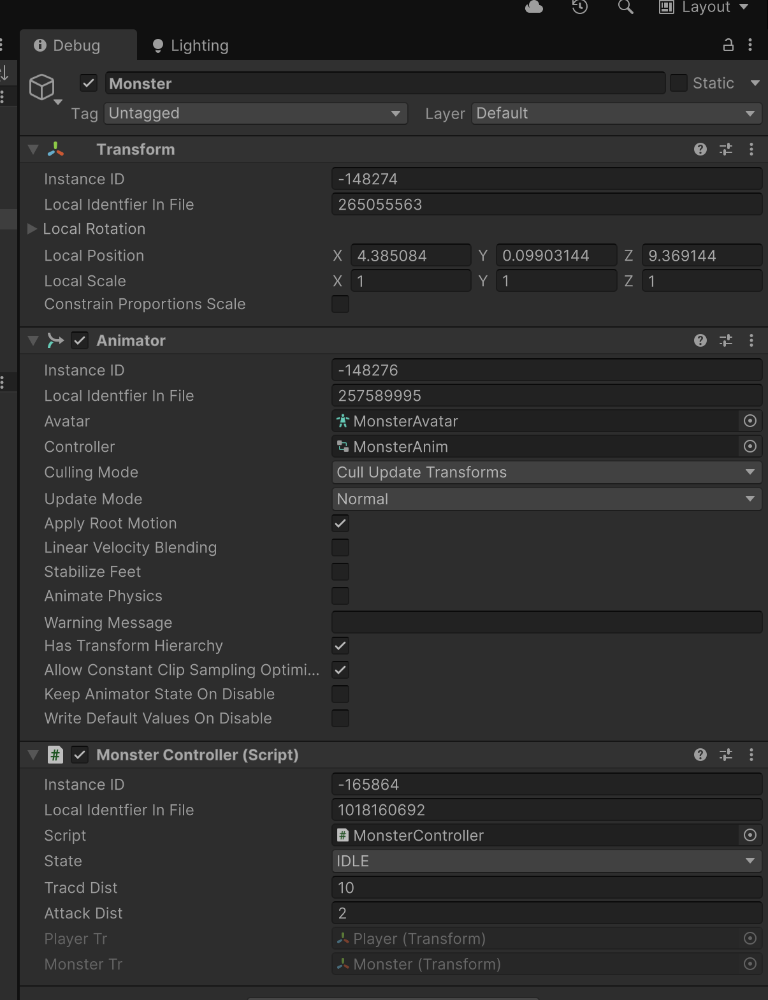 Layout
Debug
Lighting
Monster
Static
Tag
Untagged
Layer
Default
Transform
Instance ID
-148274
Local Identfier In File
265055563
Local Rotation
Local Position
X
4.385084
Y
0.09903144
Z
9.369144
Local Scale
X
1
Y
1
Z
1
Constrain Proportions Scale
Animator
Instance ID
-148276
Local Identfier In File
257589995
Avatar
MonsterAvatar
Controller
MonsterAnim
Culling Mode
Cull Update Transforms
Update Mode
Normal
Apply Root Motion
Linear Velocity Blending
Stabilize Feet
Animate Physics
Warning Message
Has Transform Hierarchy
Allow Constant Clip Sampling Optimi...
Keep Animator State On Disable
Write Default Values On Disable
# Monster Controller (Script)
Instance ID
-165864
Local Identfier In File
1018160692
Script
# MonsterController
State
IDLE
Tracd Dist
10
Attack Dist
2
Player Tr
Player (Transform)
Monster Tr
Monster (Transform)